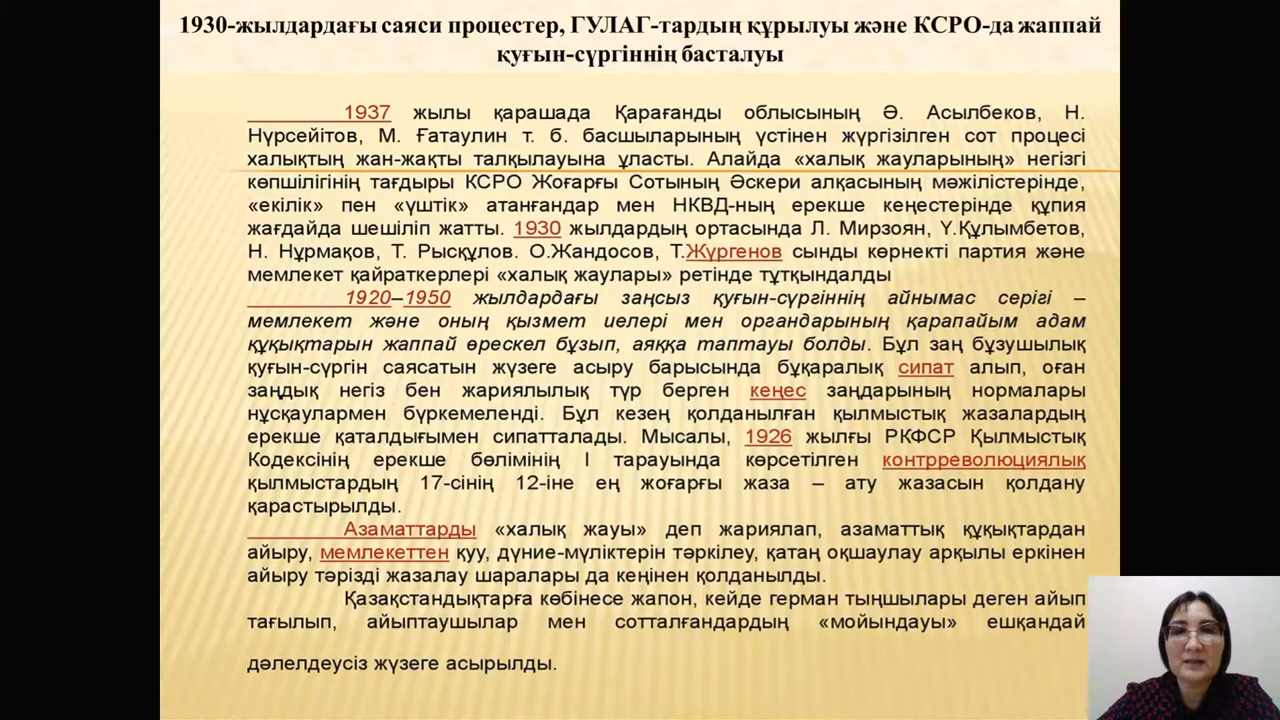 1930-жылдардағы саяси процестер, ГУЛАГ-тардың құрылуы және КСРО-да жаппай
қуғын-сүргіннің басталуы
1937 жылы қарашада Қарағанды облысының Ә. Асылбеков, Н.
Нүрсейітов, М. Ғатаулин т. б. басшыларының үстінен жүргізілген сот процесі
халықтың жан-жақты талқылауына ұласты. Алайда «халық жауларының» негізгі
көпшілігінің тағдыры КСРО Жоғарғы Сотының Әскери алқасының мәжілістерінде,
«екілік» пен «үштік» атанғандар мен НКВД-ның ерекше кеңестерінде құпия
жағдайда шешіліп жатты. 1930 жылдардың ортасында Л. Мирзоян, Ү.Құлымбетов,
Н. Нұрмақов, Т. Рысқұлов. О.Жандосов, Т.Жүргенов сынды көрнекті партия және
мемлекет қайраткерлері «халық жаулары» ретінде тұтқындалды
1920–1950 жылдардағы заңсыз қуғын-сүргіннің айнымас серігі –
мемлекет және оның қызмет иелері мен органдарының қарапайым адам
құқықтарын жаппай өрескел бұзып, аяққа таптауы болды. Бұл заң бұзушылық
қуғын-сүргін саясатын жүзеге асыру барысында бұқаралық сипат алып, оған
заңдық негіз бен жариялылық түр берген кеңес заңдарының нормалары
нұсқаулармен бүркемеленді. Бұл кезең қолданылған қылмыстық жазалардың
ерекше қаталдығымен сипатталады. Мысалы, 1926 жылғы РКФСР Қылмыстық
Кодексінің ерекше бөлімінің I тарауында көрсетілген контрреволюциялық
қылмыстардың 17-сінің 12-іне ең жоғарғы жаза – ату жазасын қолдану
қарастырылды.
Азаматтарды «халық жауы» деп жариялап, азаматтық құқықтардан
айыру, мемлекеттен қуу, дүние-мүліктерін тәркілеу, қатаң оқшаулау арқылы еркінен
айыру тәрізді жазалау шаралары да кеңінен қолданылды.
Қазақстандықтарға көбінесе жапон, кейде герман тыңшылары деген айып
тағылып, айыптаушылар мен сотталғандардың «мойындауы» ешқандай
дәлелдеусіз жүзеге асырылды.